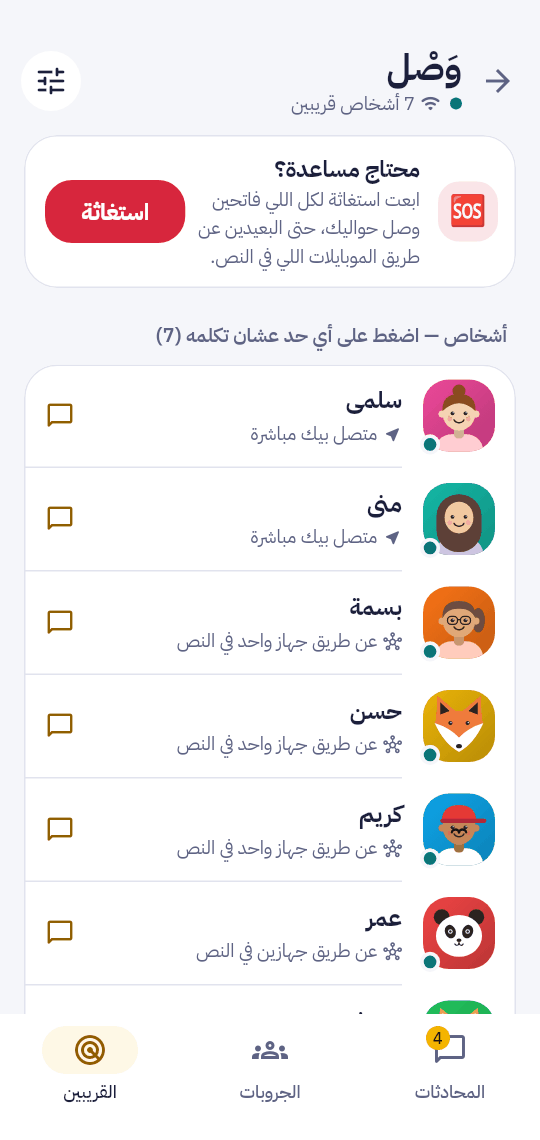 وَصْل
7 أشخاص قريبين
محتاج مساعدة؟
ابعت استغاثة لكل اللي فاتحين
وصل حواليك، حتى البعيدين عن
طريق الموبايلات اللي في النص.
SOS
استغاثة
أشخاص — اضغط على أي حد عشان تكلمه (7)
سلمى
متصل بيك مباشرة
منى
متصل بيك مباشرة
بسمة
عن طريق جهاز واحد في النص
حسن
عن طريق جهاز واحد في النص
كريم
عن طريق جهاز واحد في النص
عمر
عن طريق جهازين في النص
4
المحادثات
الجروبات
القريبين